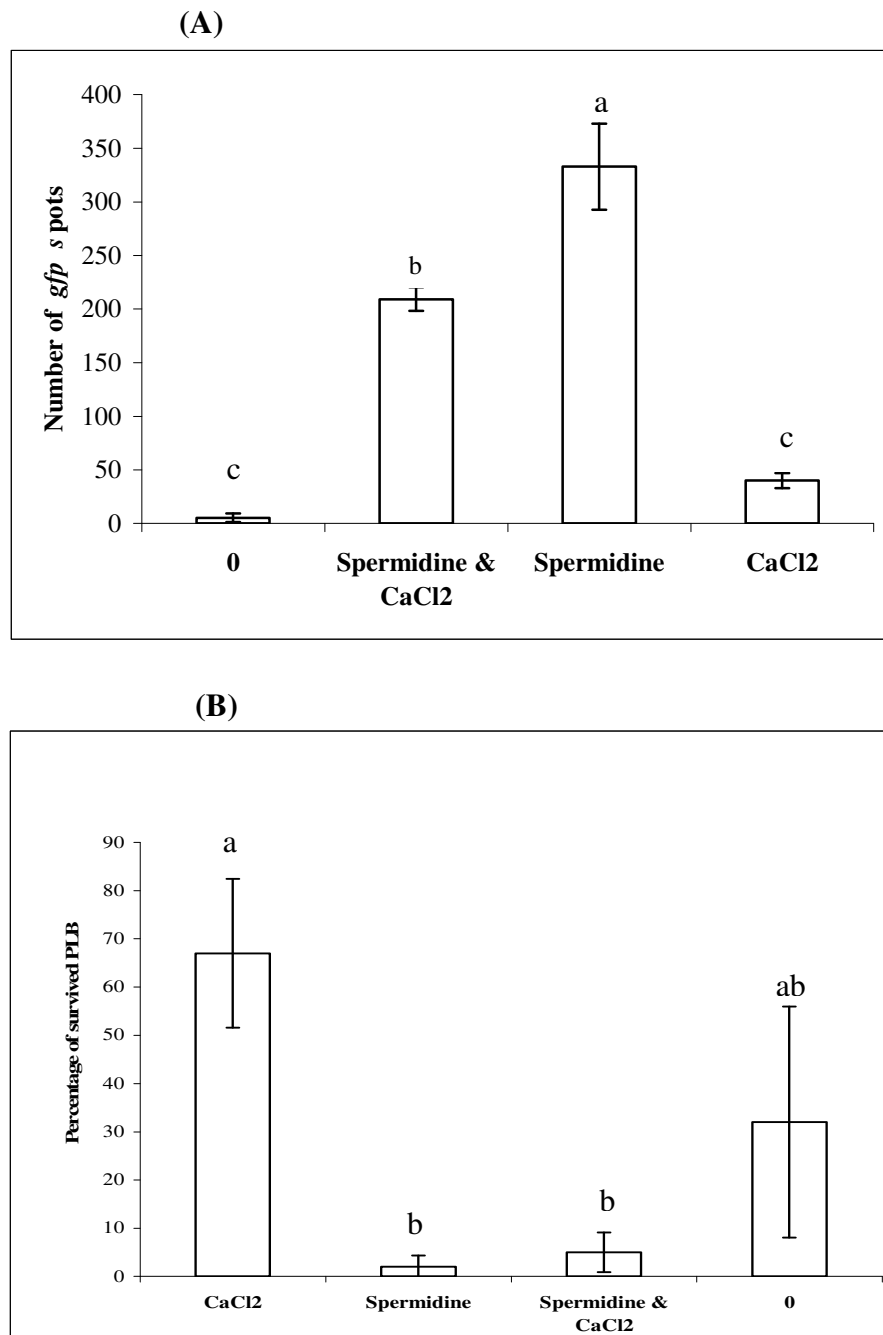 (A)
Number of gfp s pots
400
350
300
250
200
150
100
50
0
c
b
a
c
0
Spermidine &
CaCl2
Spermidine
CaCl2
(B)
Percentage of survived PLB
90
80
70
60
50
40
30
20
10
0
a
b
b
ab
CaCl2
Spermidine
Spermidine &
CaCl2
0